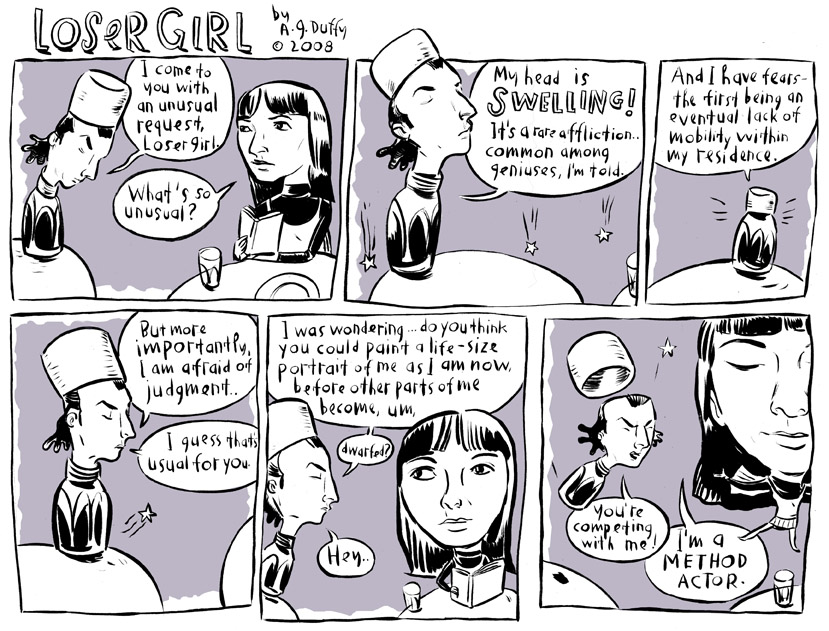 LOSER GIRL
by
A.J. Duffy
© 2008
I come to
you with
an unusual
request,
Loser girl.
What's so
unusual?
My head is
SWELLING!
It's a rare affliction..
common among
geniuses, I'm told.
And I have fears-
the first being an
eventual lack of
mobility within
my residence.
But more
importantly,
I am afraid of
judgment..
I guess that's
usual for you.
I was wondering... do you think
you could paint a life-size
portrait of me as I am now,
before other parts of me
become, um,
dwarfed?
Hey..
You're
competing
with me!
I'm a
METHOD
ACTOR.